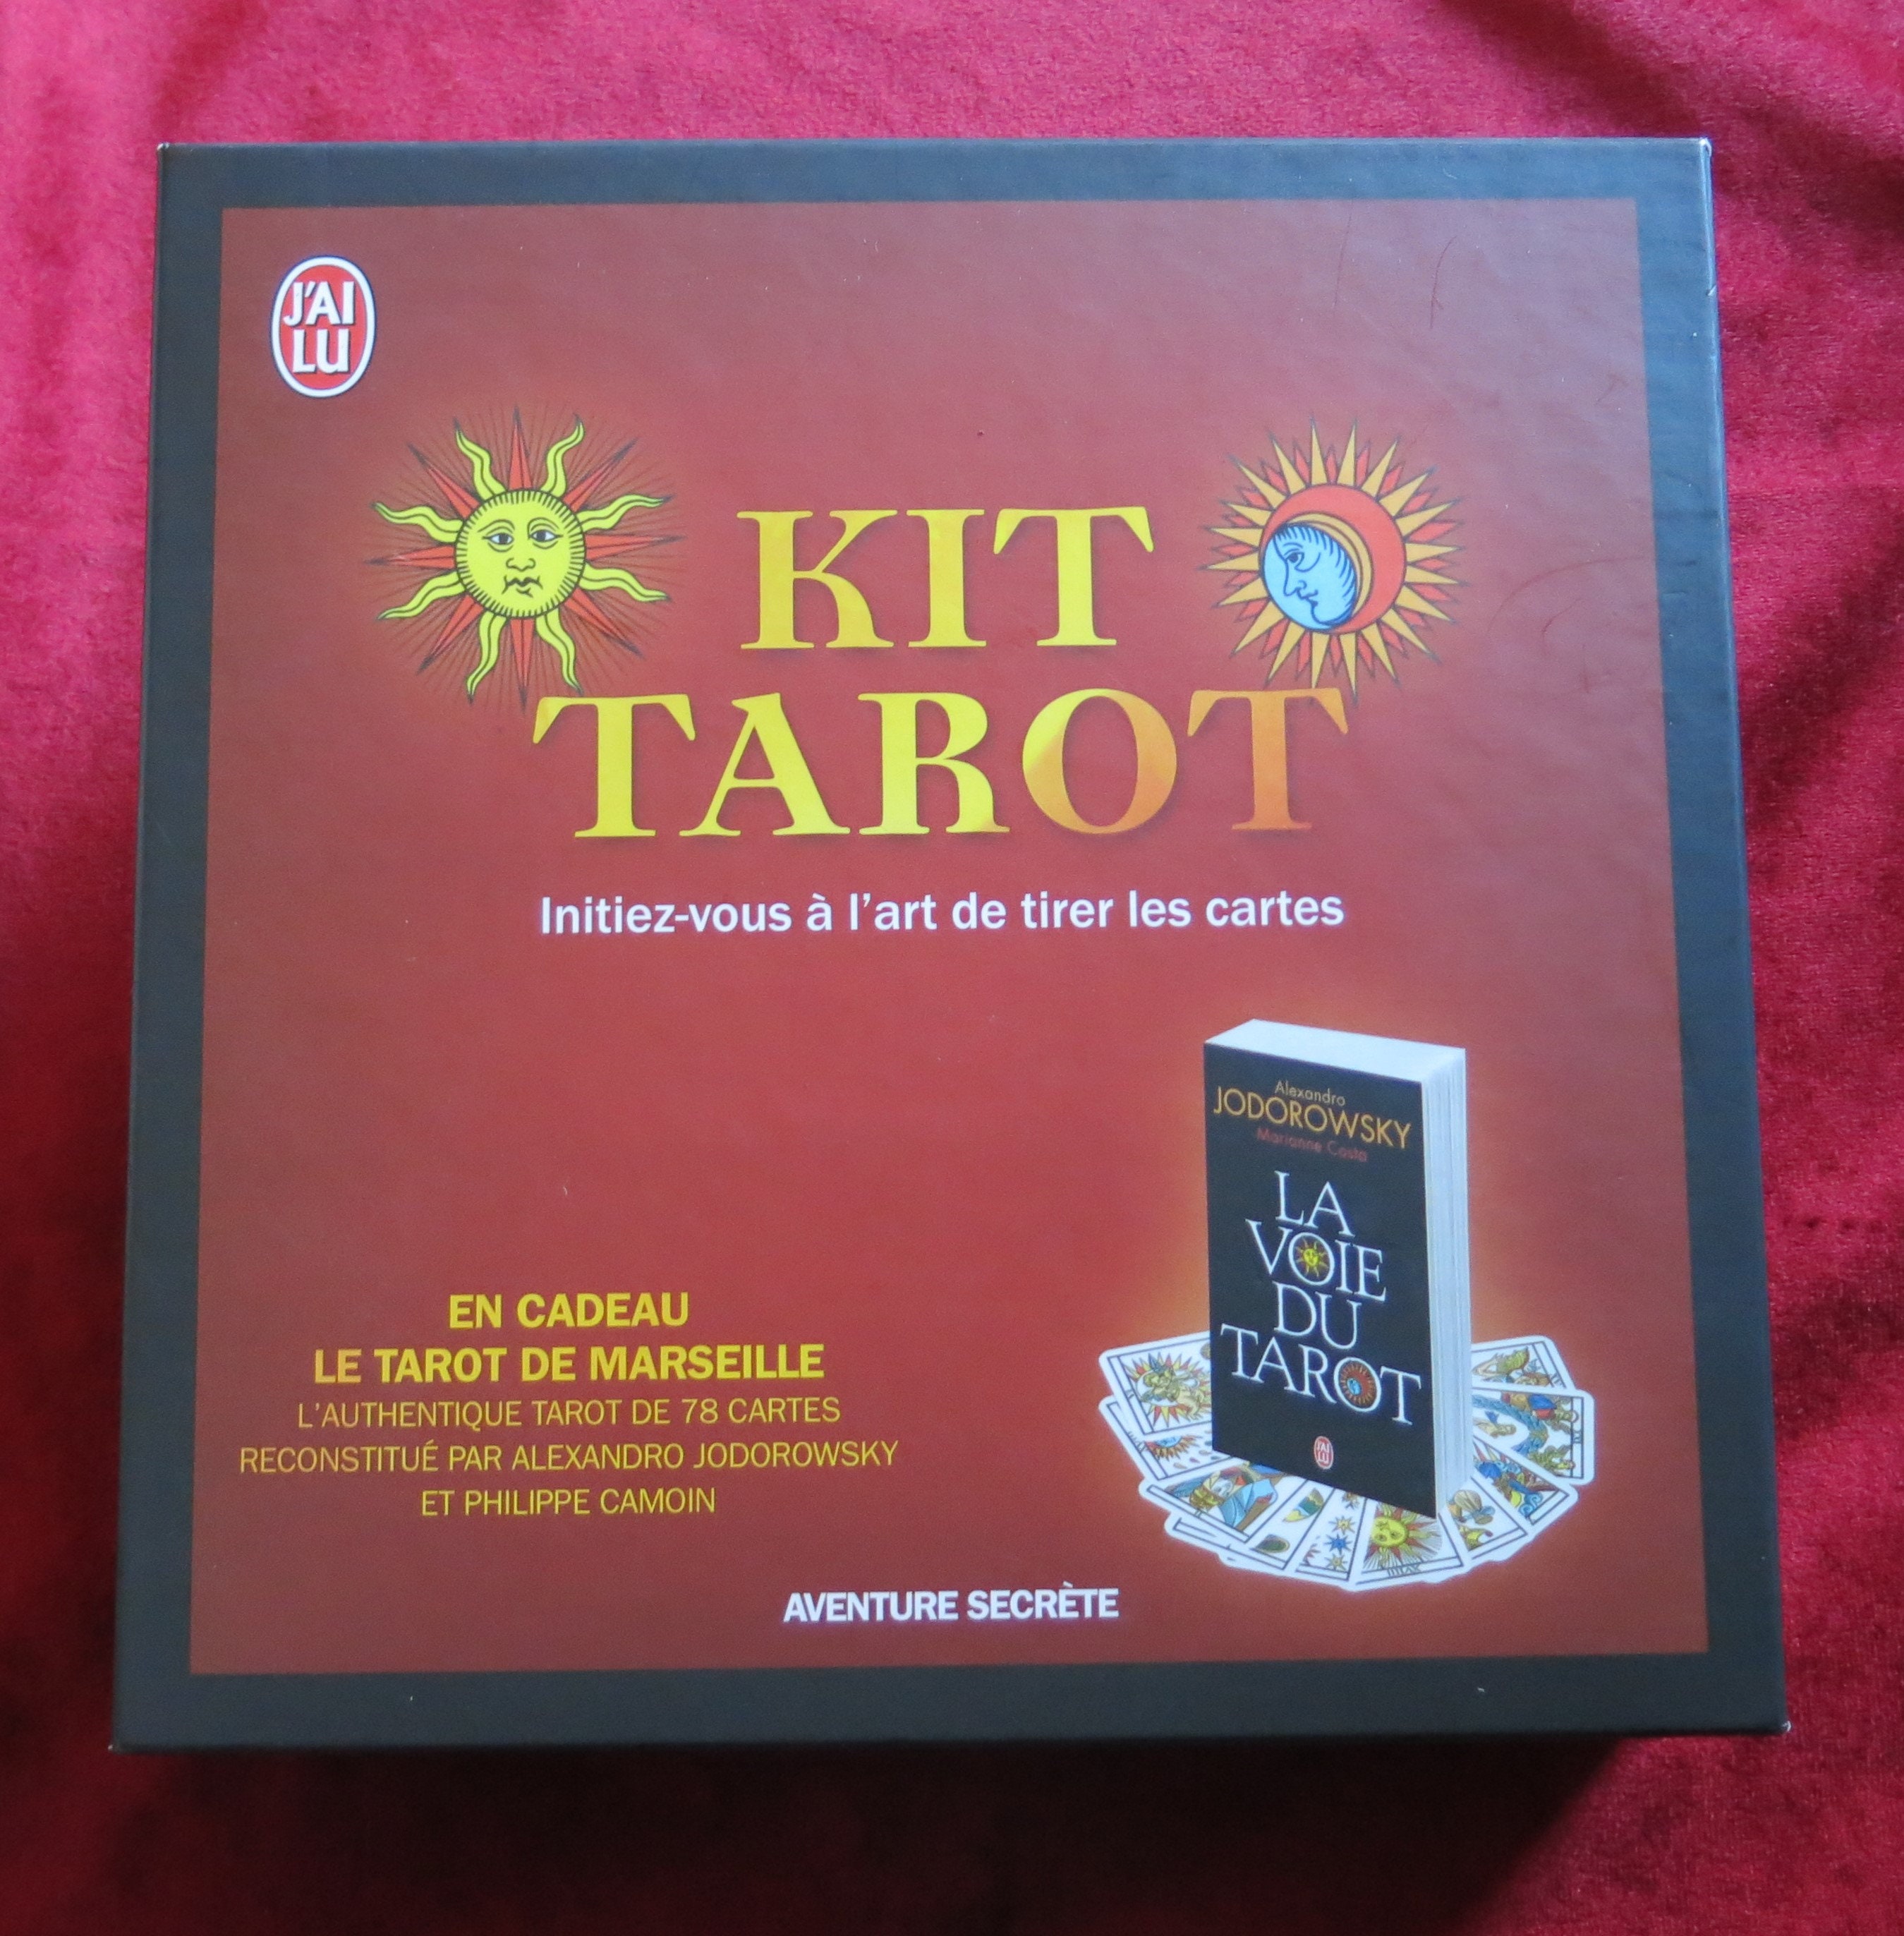 J'AI
LU
KIT
TAROT
Initiez-vous à l'art de tirer les cartes
Alexandro
JODOROWSKY
Marianne Costa
LA
VOIE
DU
TAROT
J'AI
LU
EN CADEAU
LE TAROT DE MARSEILLE
L'AUTHENTIQUE TAROT DE 78 CARTES
RECONSTITUÉ PAR ALEXANDRO JODOROWSKY
ET PHILIPPE CAMOIN
AVENTURE SECRÈTE